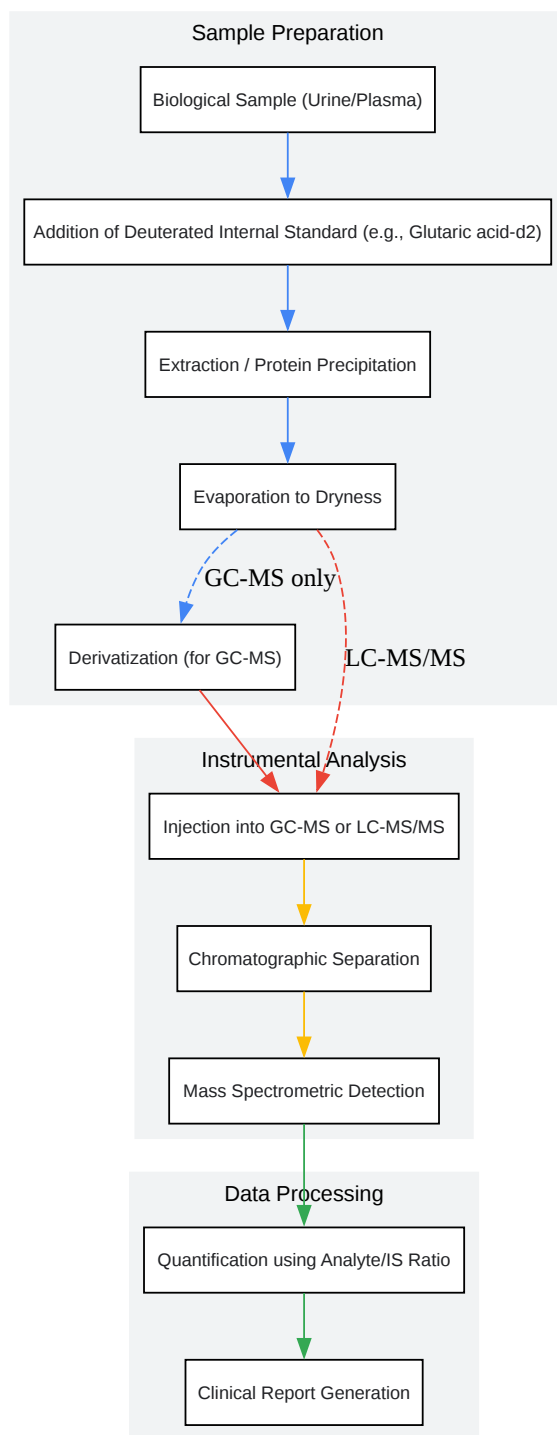 Sample Preparation
Biological Sample (Urine/Plasma)
Addition of Deuterated Internal Standard (e.g., Glutaric acid-d2)
Extraction / Protein Precipitation
Evaporation to Dryness
GC-MS only
Derivatization (for GC-MS)
LC-MS/MS
Instrumental Analysis
Injection into GC-MS or LC-MS/MS
Chromatographic Separation
Mass Spectrometric Detection
Data Processing
Quantification using Analyte/IS Ratio
Clinical Report Generation